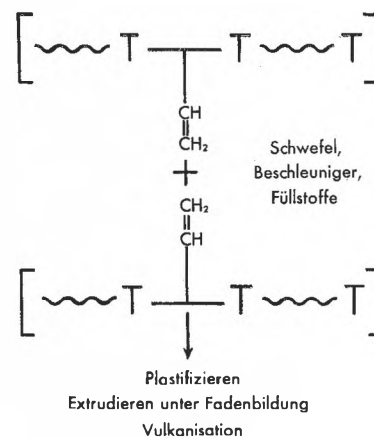 T T
CH
CH₂
Schwefel,
Beschleuniger,
Füllstoffe
+
CH₂
CH
T T
Plastifizieren
Extrudieren unter Fadenbildung
Vulkanisation